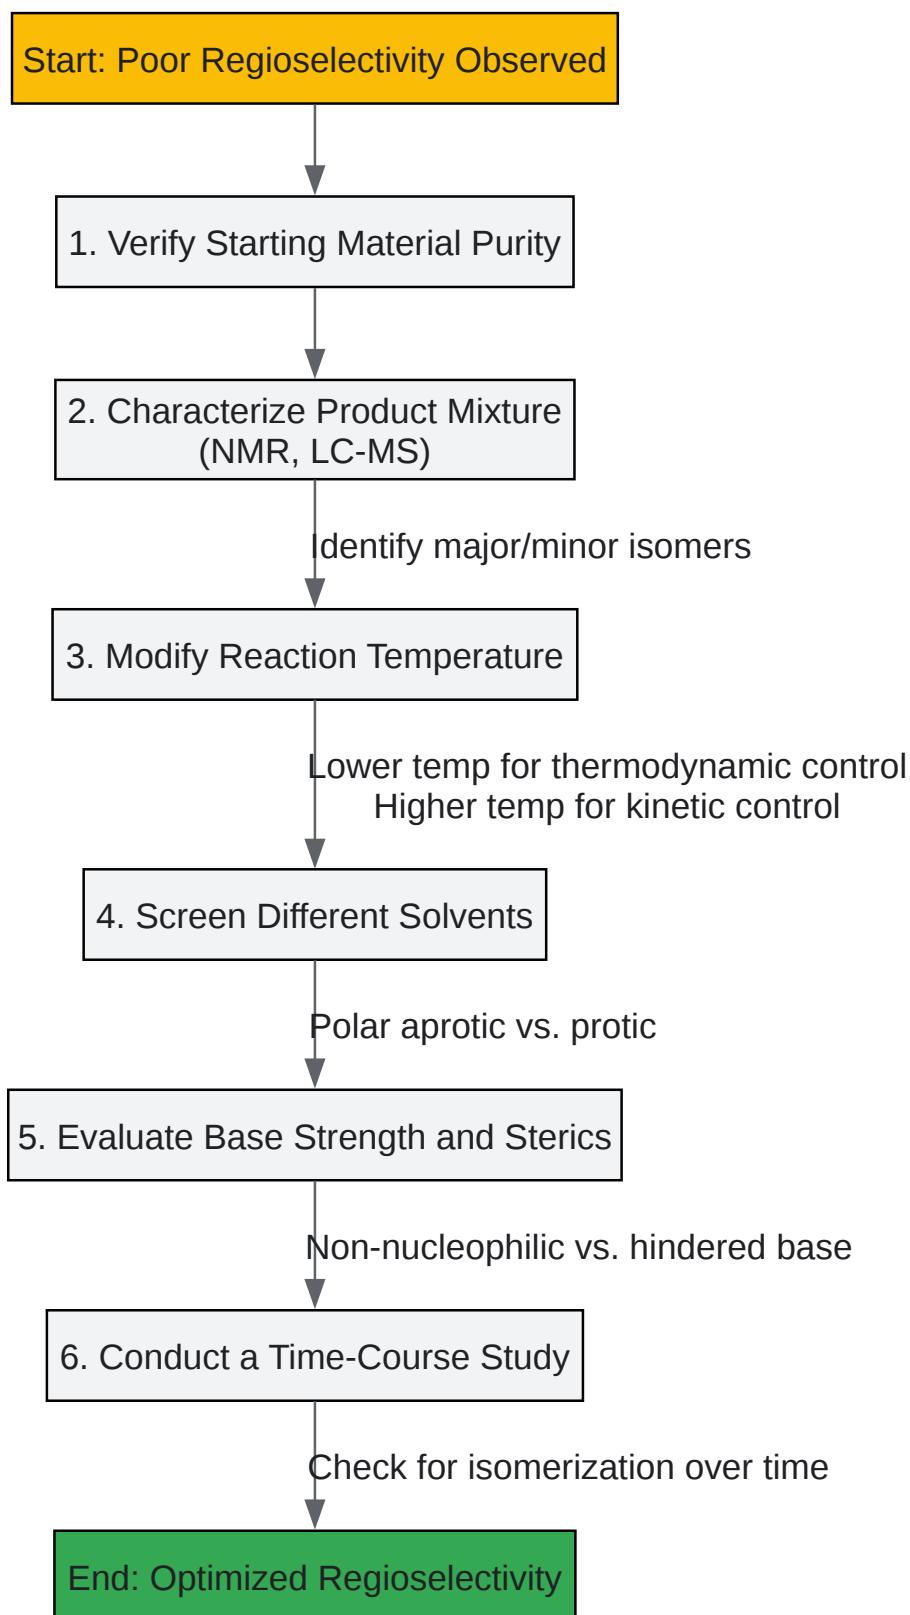 Start: Poor Regioselectivity Observed
1. Verify Starting Material Purity
2. Characterize Product Mixture
(NMR, LC-MS)
Identify major/minor isomers
3. Modify Reaction Temperature
Lower temp for thermodynamic control
Higher temp for kinetic control
4. Screen Different Solvents
Polar aprotic vs. protic
5. Evaluate Base Strength and Sterics
Non-nucleophilic vs. hindered base
6. Conduct a Time-Course Study
Check for isomerization over time
End: Optimized Regioselectivity